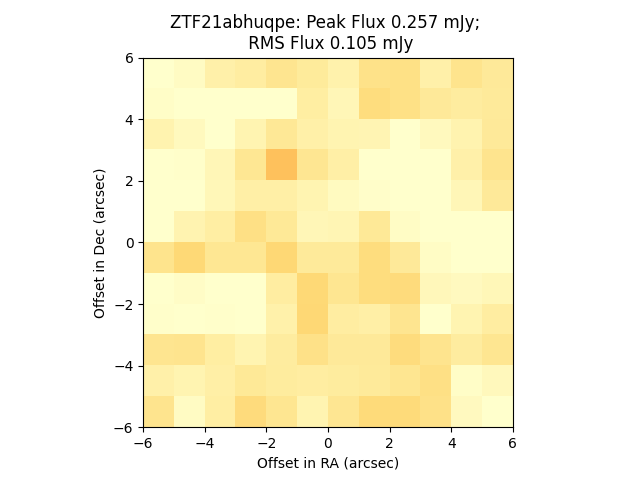 ZTF21abhuqpe: Peak Flux 0.257 mJy;
RMS Flux 0.105 mJy
6
4
2
0
−2
−4
−6
Offset in Dec (arcsec)
−6 −4 −2 0 2 4 6
Offset in RA (arcsec)